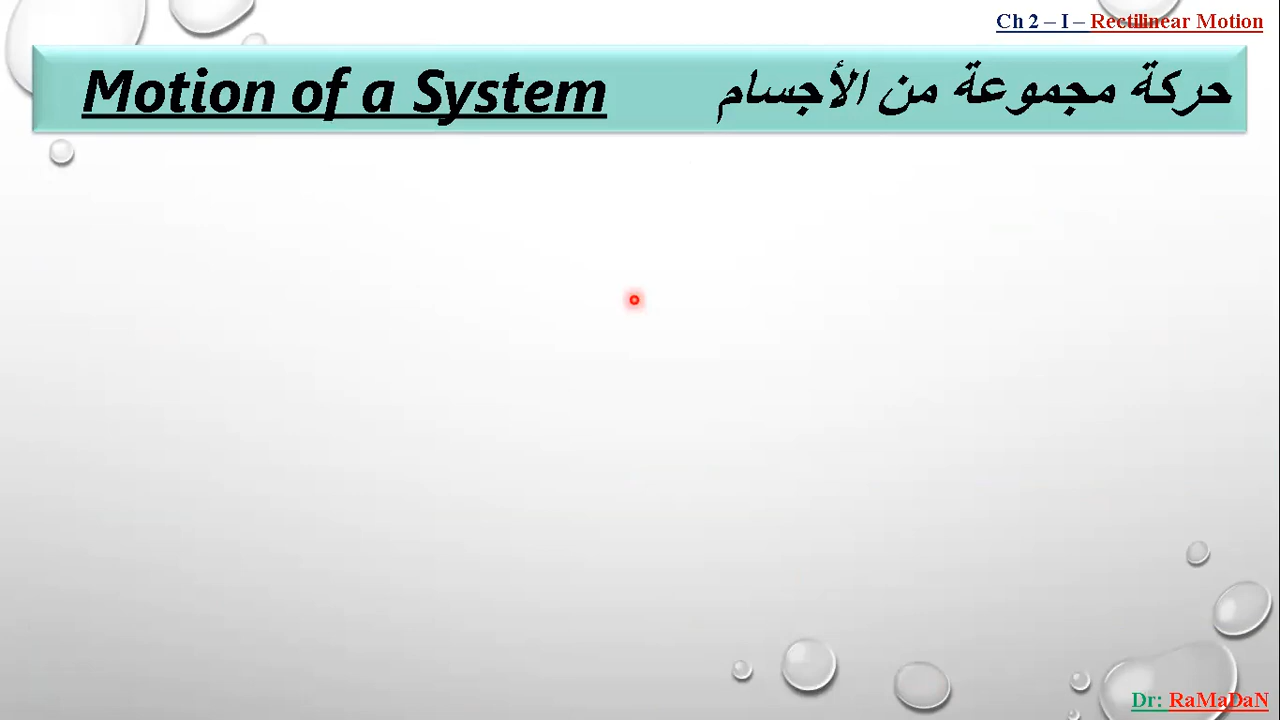 Ch 2 – I – Rectilinear Motion
Motion of a System حركة مجموعة من الأجسام
Dr: RaMaDaN